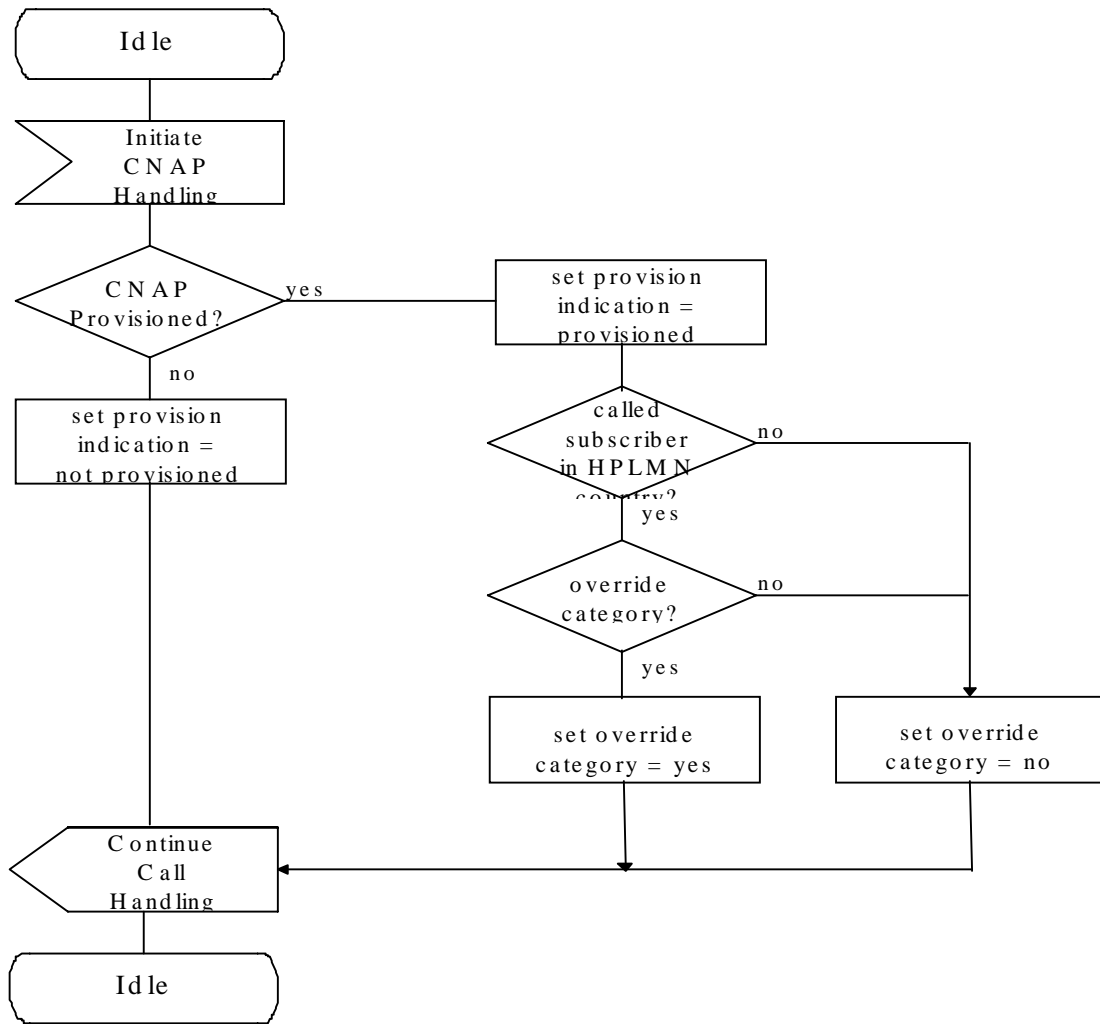 Idle
Initiate
CNAP
Handling
CNAP
Provisioned?
yes
set provision
indication =
provisioned
no
set provision
indication =
not provisioned
called
subscriber
in HPLMN
country?
no
yes
override
category?
no
yes
set override
category = yes
set override
category = no
Continue
Call
Handling
Idle